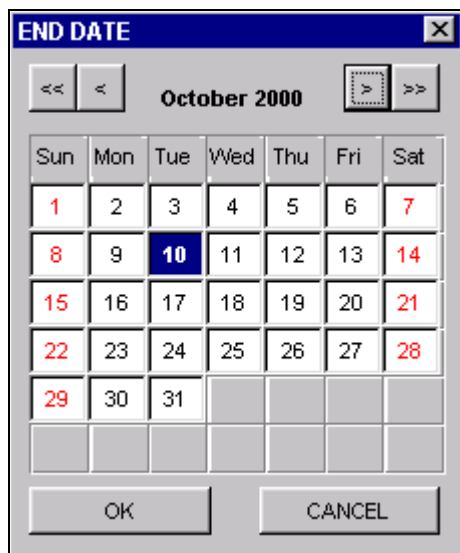 END DATE
<< < October 2000 > >>
Sun Mon Tue Wed Thu Fri Sat
1 2 3 4 5 6 7
8 9 10 11 12 13 14
15 16 17 18 19 20 21
22 23 24 25 26 27 28
29 30 31
OK CANCEL